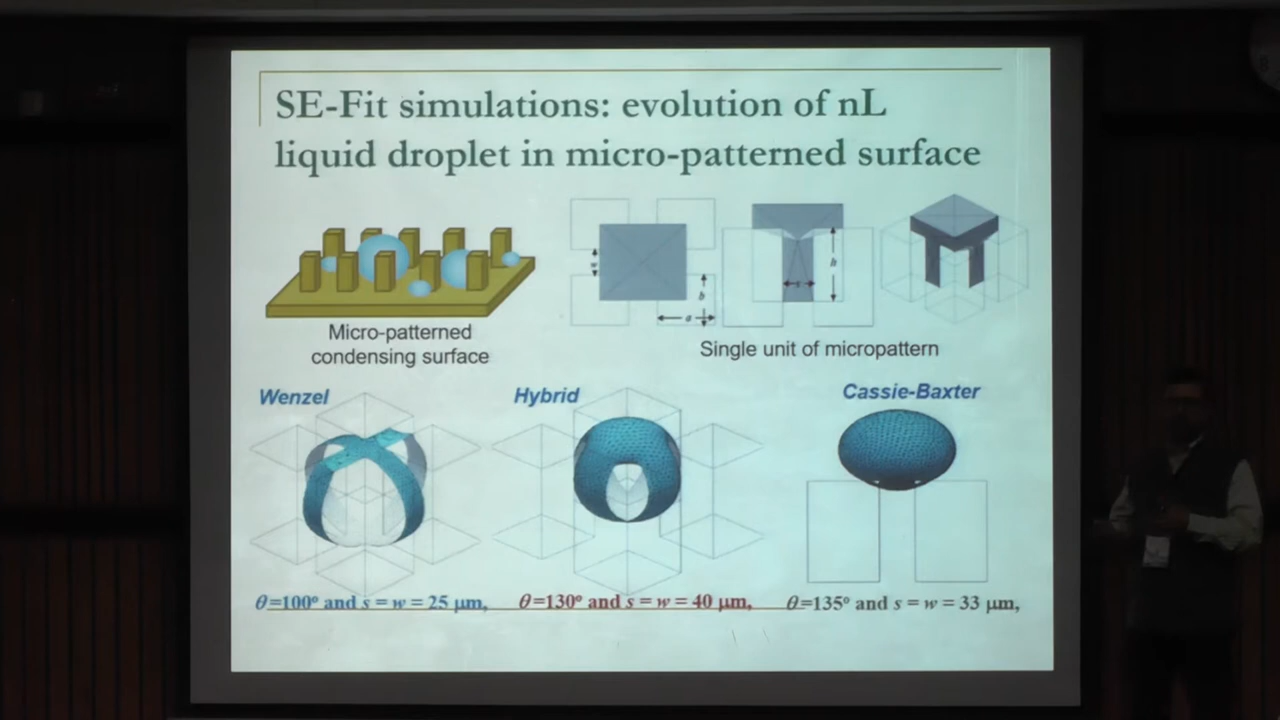 SE-Fit simulations: evolution of nL
liquid droplet in micro-patterned surface
w
b
a
s
h
Micro-patterned
condensing surface
Single unit of micropattern
Wenzel
Hybrid
Cassie-Baxter
θ=100° and s = w = 25 μm,
θ=130° and s = w = 40 μm,
θ=135° and s = w = 33 μm,